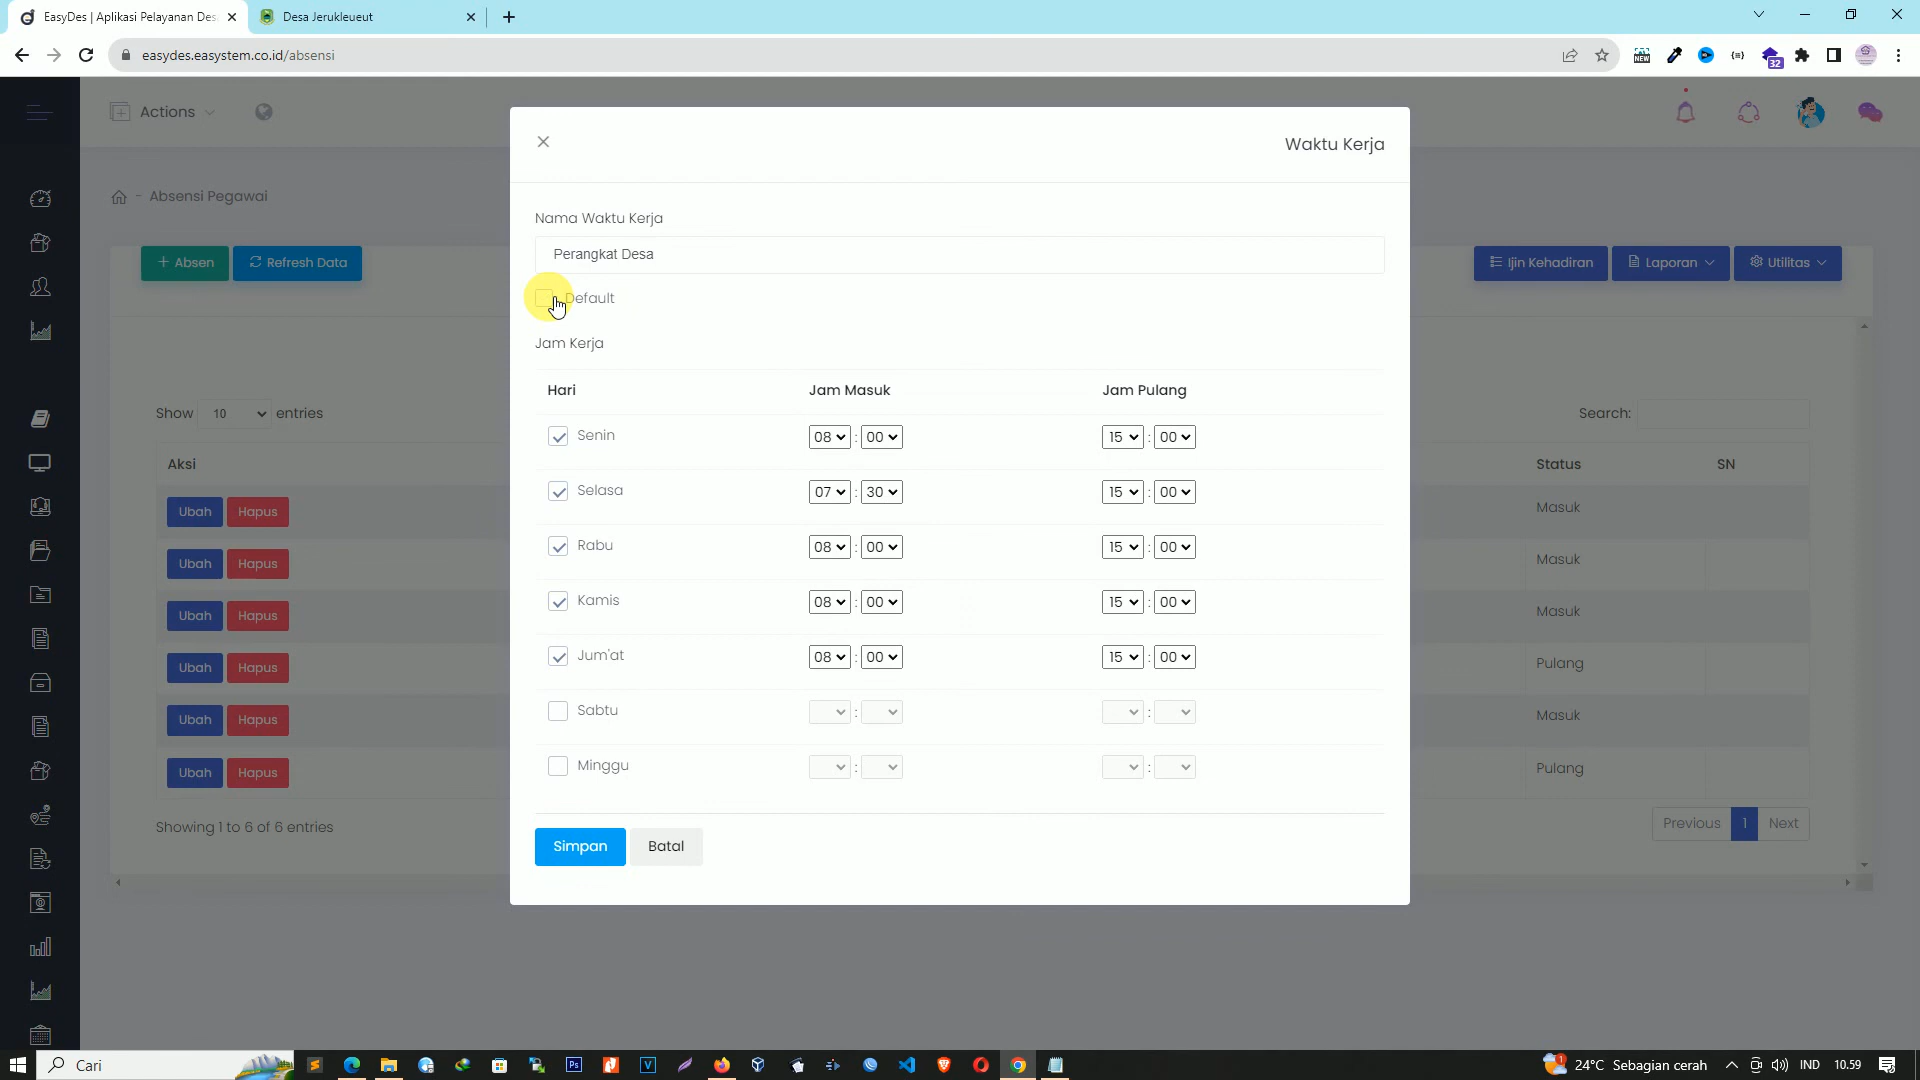 EasyDes | Aplikasi Pelayanan Des
Desa Jerukleueut
easydes.easystem.co.id/absensi
NEW
32
Actions
Waktu Kerja
Absensi Pegawai
Nama Waktu Kerja
Perangkat Desa
+ Absen
Refresh Data
Ijin Kehadiran
Laporan
Utilitas
Default
Jam Kerja
Hari Jam Masuk Jam Pulang
Show 10 entries
Search:
Senin 08 : 00 15 : 00
Aksi
Status SN
Selasa 07 : 30 15 : 00
Ubah Hapus
Masuk
Rabu 08 : 00 15 : 00
Ubah Hapus
Masuk
Kamis 08 : 00 15 : 00
Ubah Hapus
Masuk
Jum'at 08 : 00 15 : 00
Ubah Hapus
Pulang
Sabtu : :
Ubah Hapus
Masuk
Minggu : :
Ubah Hapus
Pulang
Showing 1 to 6 of 6 entries
Previous 1 Next
Simpan Batal
Cari
Ps
V
1
24°C Sebagian cerah
IND
10.59